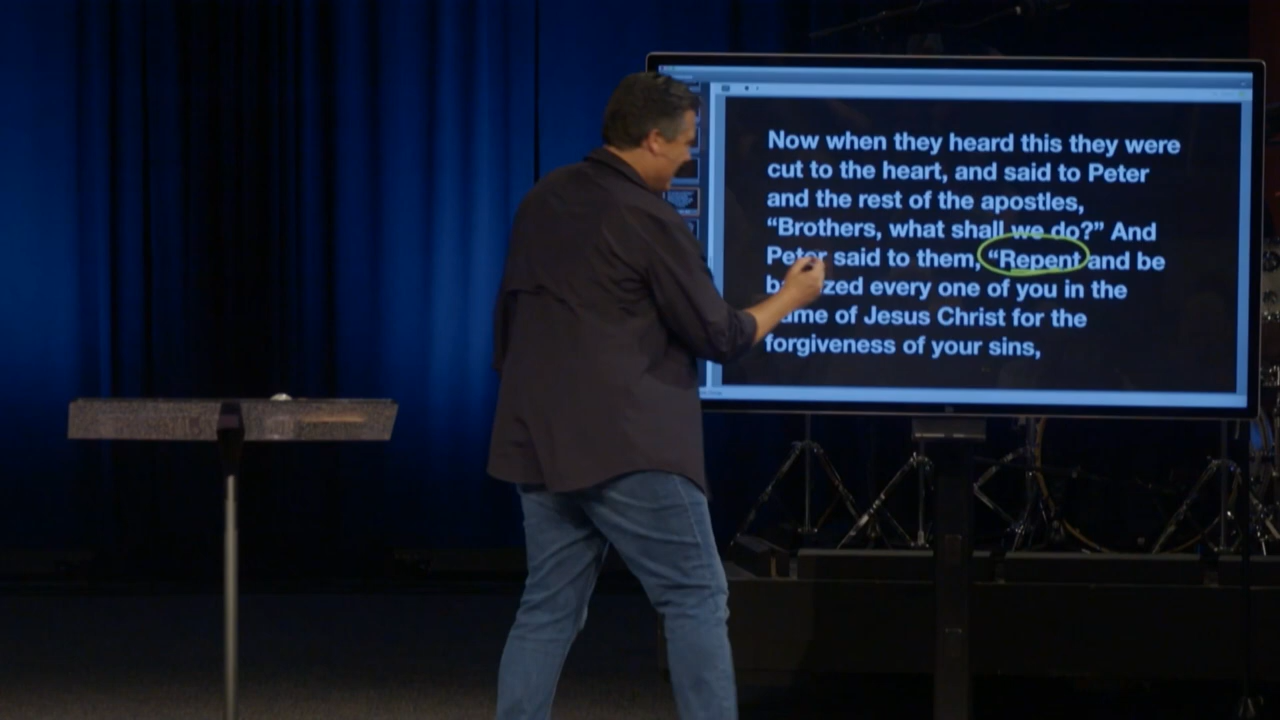 Now when they heard this they were
cut to the heart, and said to Peter
and the rest of the apostles,
“Brothers, what shall we do?” And
Peter said to them, “Repent and be
every one of you in the
of Jesus Christ for the
forgiveness of your sins,